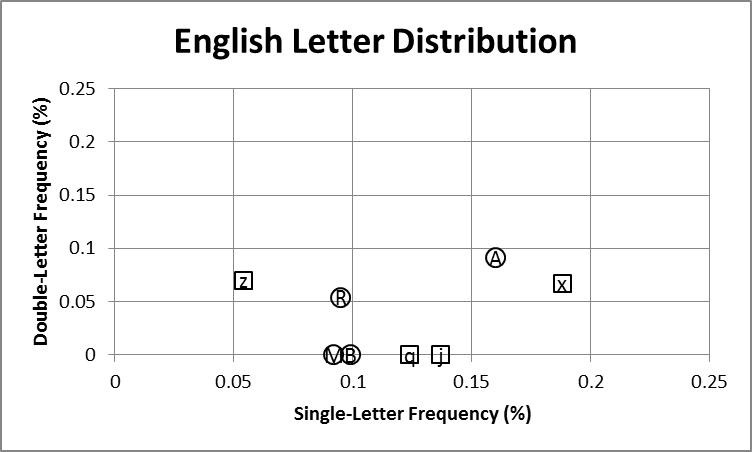 English Letter Distribution
Double-Letter Frequency (%)
0.25
0.2
0.15
0.1
0.05
0
A
z
x
R
V B q j
0 0.05 0.1 0.15 0.2 0.25
Single-Letter Frequency (%)